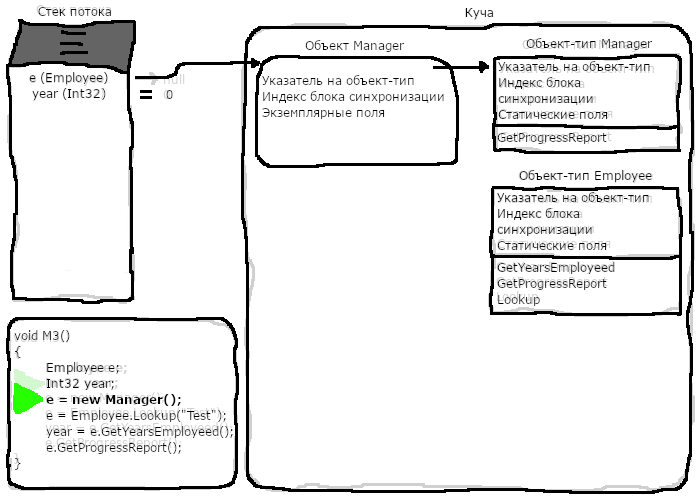 Стек потока
e (Employee)
year (Int32)
= 0
Куча
Объект Manager
Указатель на объект-тип
Индекс блока синхронизации
Экземплярные поля
Объект-тип Manager
Указатель на объект-тип
Индекс блока
синхронизации
Статические поля
GetProgressReport
Объект-тип Employee
Указатель на объект-тип
Индекс блока
синхронизации
Статические поля
GetYearsEmployeed
GetProgressReport
Lookup
void M3()
{
Employee e;
Int32 year;
e = new Manager();
e = Employee.Lookup("Test");
year = e.GetYearsEmployeed();
e.GetProgressReport();
}